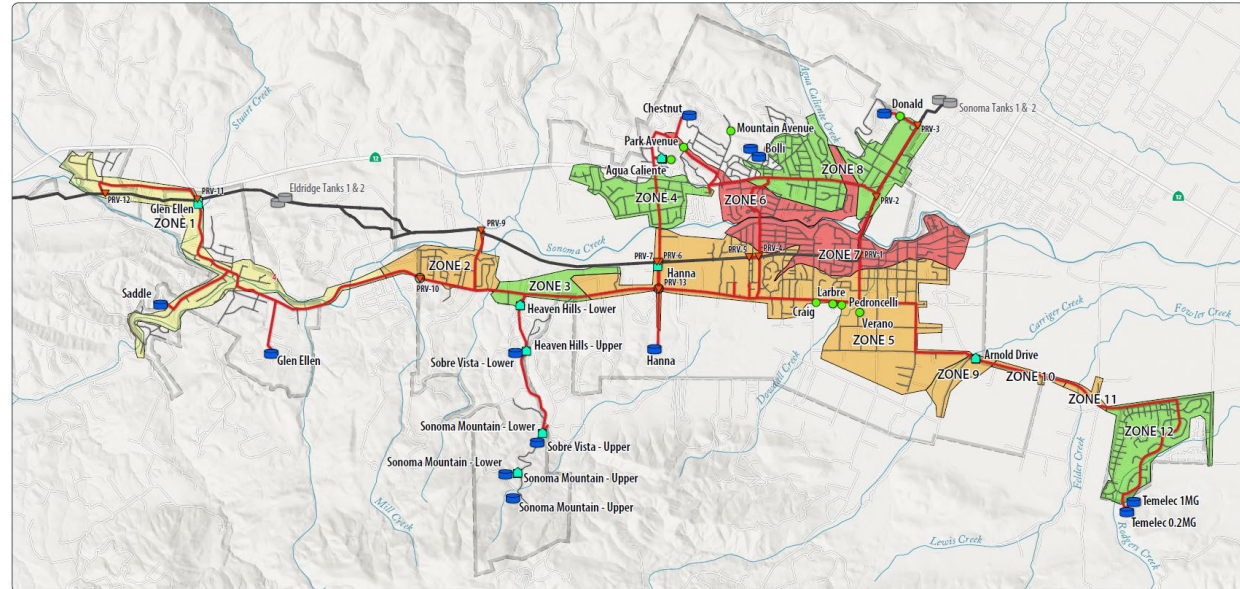 Stuart Creek
12
Eldridge Tanks 1 & 2
PRV-11
PRV-12
Glen Ellen
ZONE 1
Saddle
Glen Ellen
PRV-9
ZONE 2
PRV-10
Sonoma Creek
ZONE 3
Heaven Hills - Lower
Heaven Hills - Upper
Sobre Vista - Lower
Sonoma Mountain - Lower
Sobre Vista - Upper
Sonoma Mountain - Lower
Sonoma Mountain - Upper
Sonoma Mountain - Upper
Mill Creek
Chestnut
Park Avenue
Mountain Avenue
Agua Caliente
Bolli
Agua Caliente Creek
ZONE 4
PRV-7
PRV-6
Hanna
PRV-13
Hanna
Donald
Sonoma Tanks 1 & 2
PRV-3
ZONE 8
PRV-2
ZONE 6
12
PRV-5
PRV-4
ZONE 7
PRV-1
Larbre
Craig
Pedroncelli
Verano
ZONE 5
Dowdall Creek
Carriger Creek
Fowler Creek
Arnold Drive
ZONE 9
ZONE 10
ZONE 11
ZONE 12
Felder Creek
Temelec 1MG
Temelec 0.2MG
Lewis Creek
Rodgers Creek